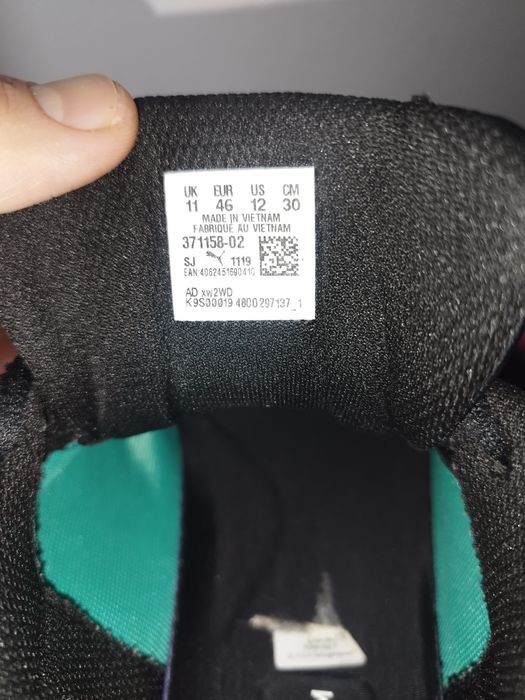 UK EUR US CM
11 46 12 30
MADE IN VIETNAM
FABRIQUE AU VIETNAM
371158-02
SJ 1119
EAN 4062451690410
AD xw2WD
K9S00019 4800297137_1